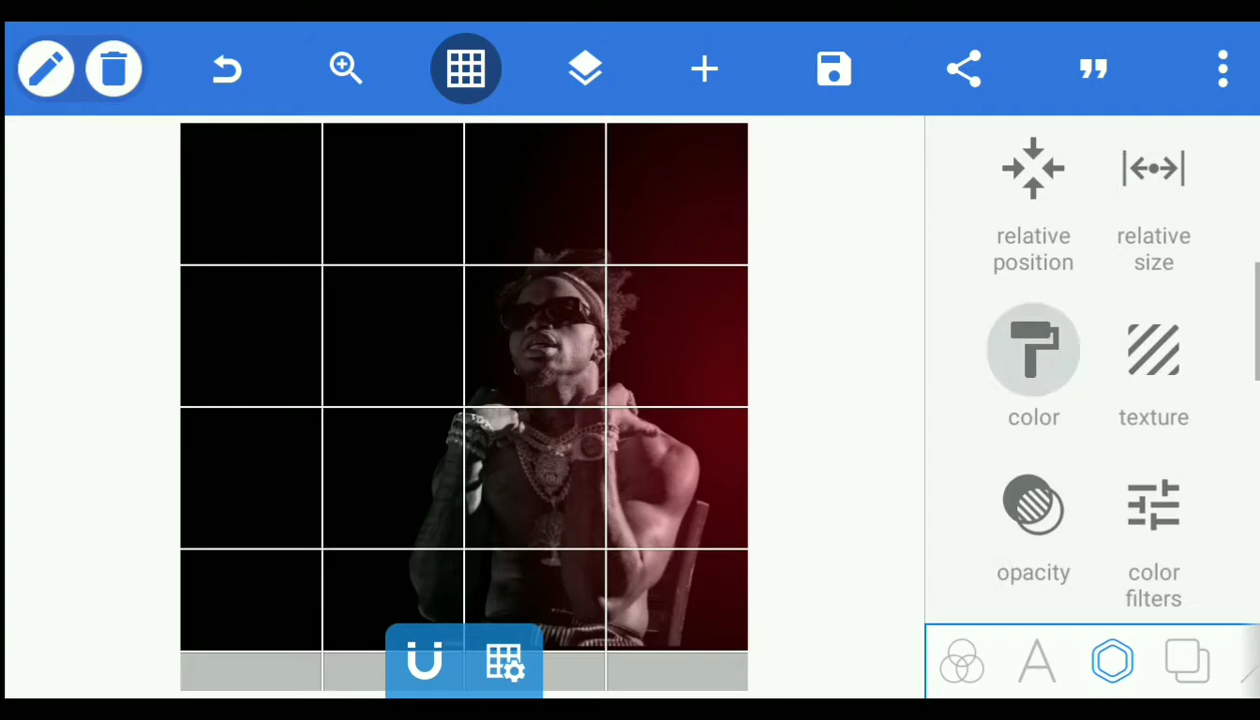 relative
position
relative
size
color
texture
opacity
color
filters